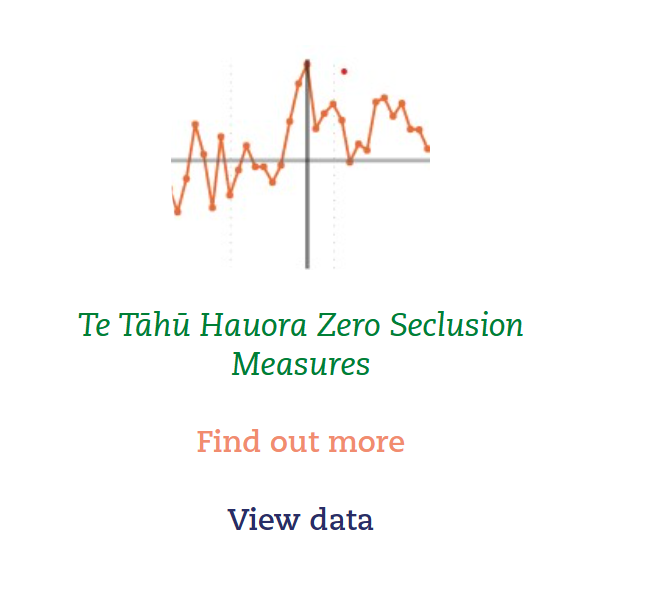 Te Tāhū Hauora Zero Seclusion
Measures
Find out more
View data